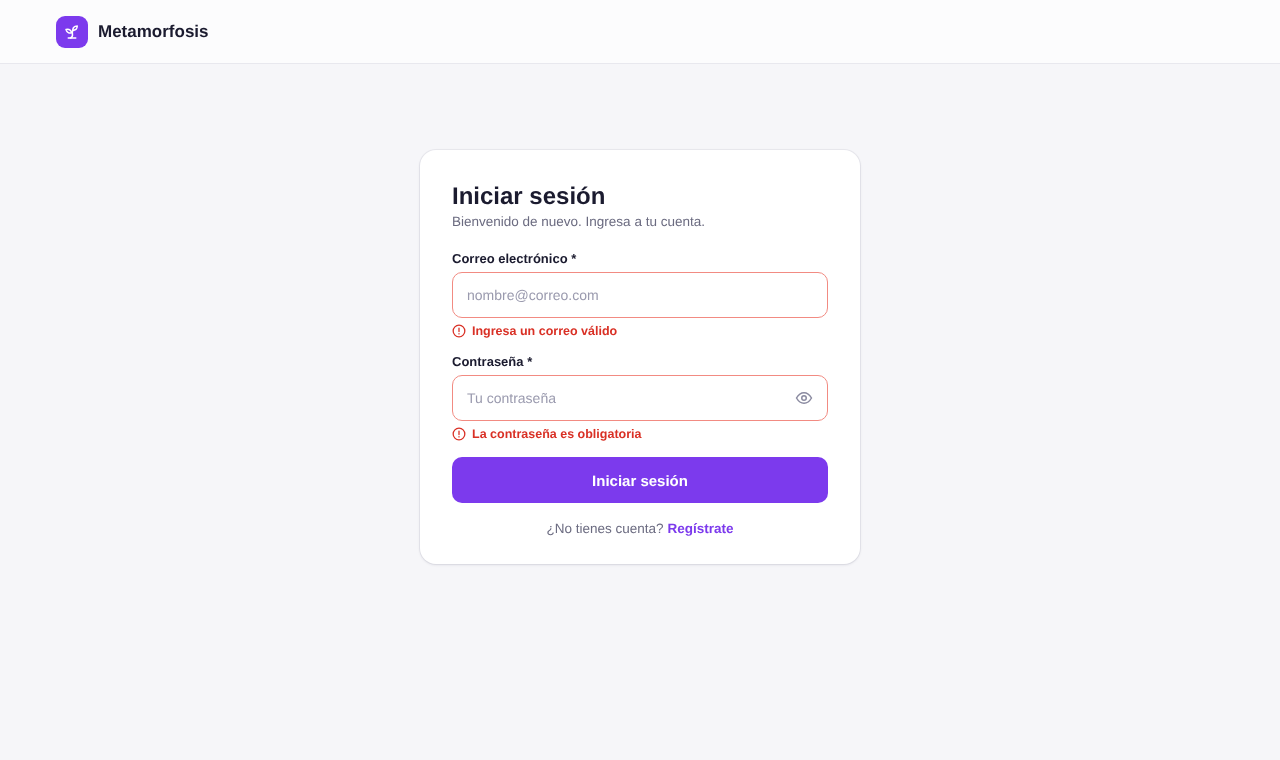 Metamorfosis
Iniciar sesión
Bienvenido de nuevo. Ingresa a tu cuenta.
Correo electrónico *
nombre@correo.com
Ingresa un correo válido
Contraseña *
Tu contraseña
La contraseña es obligatoria
Iniciar sesión
¿No tienes cuenta? Regístrate